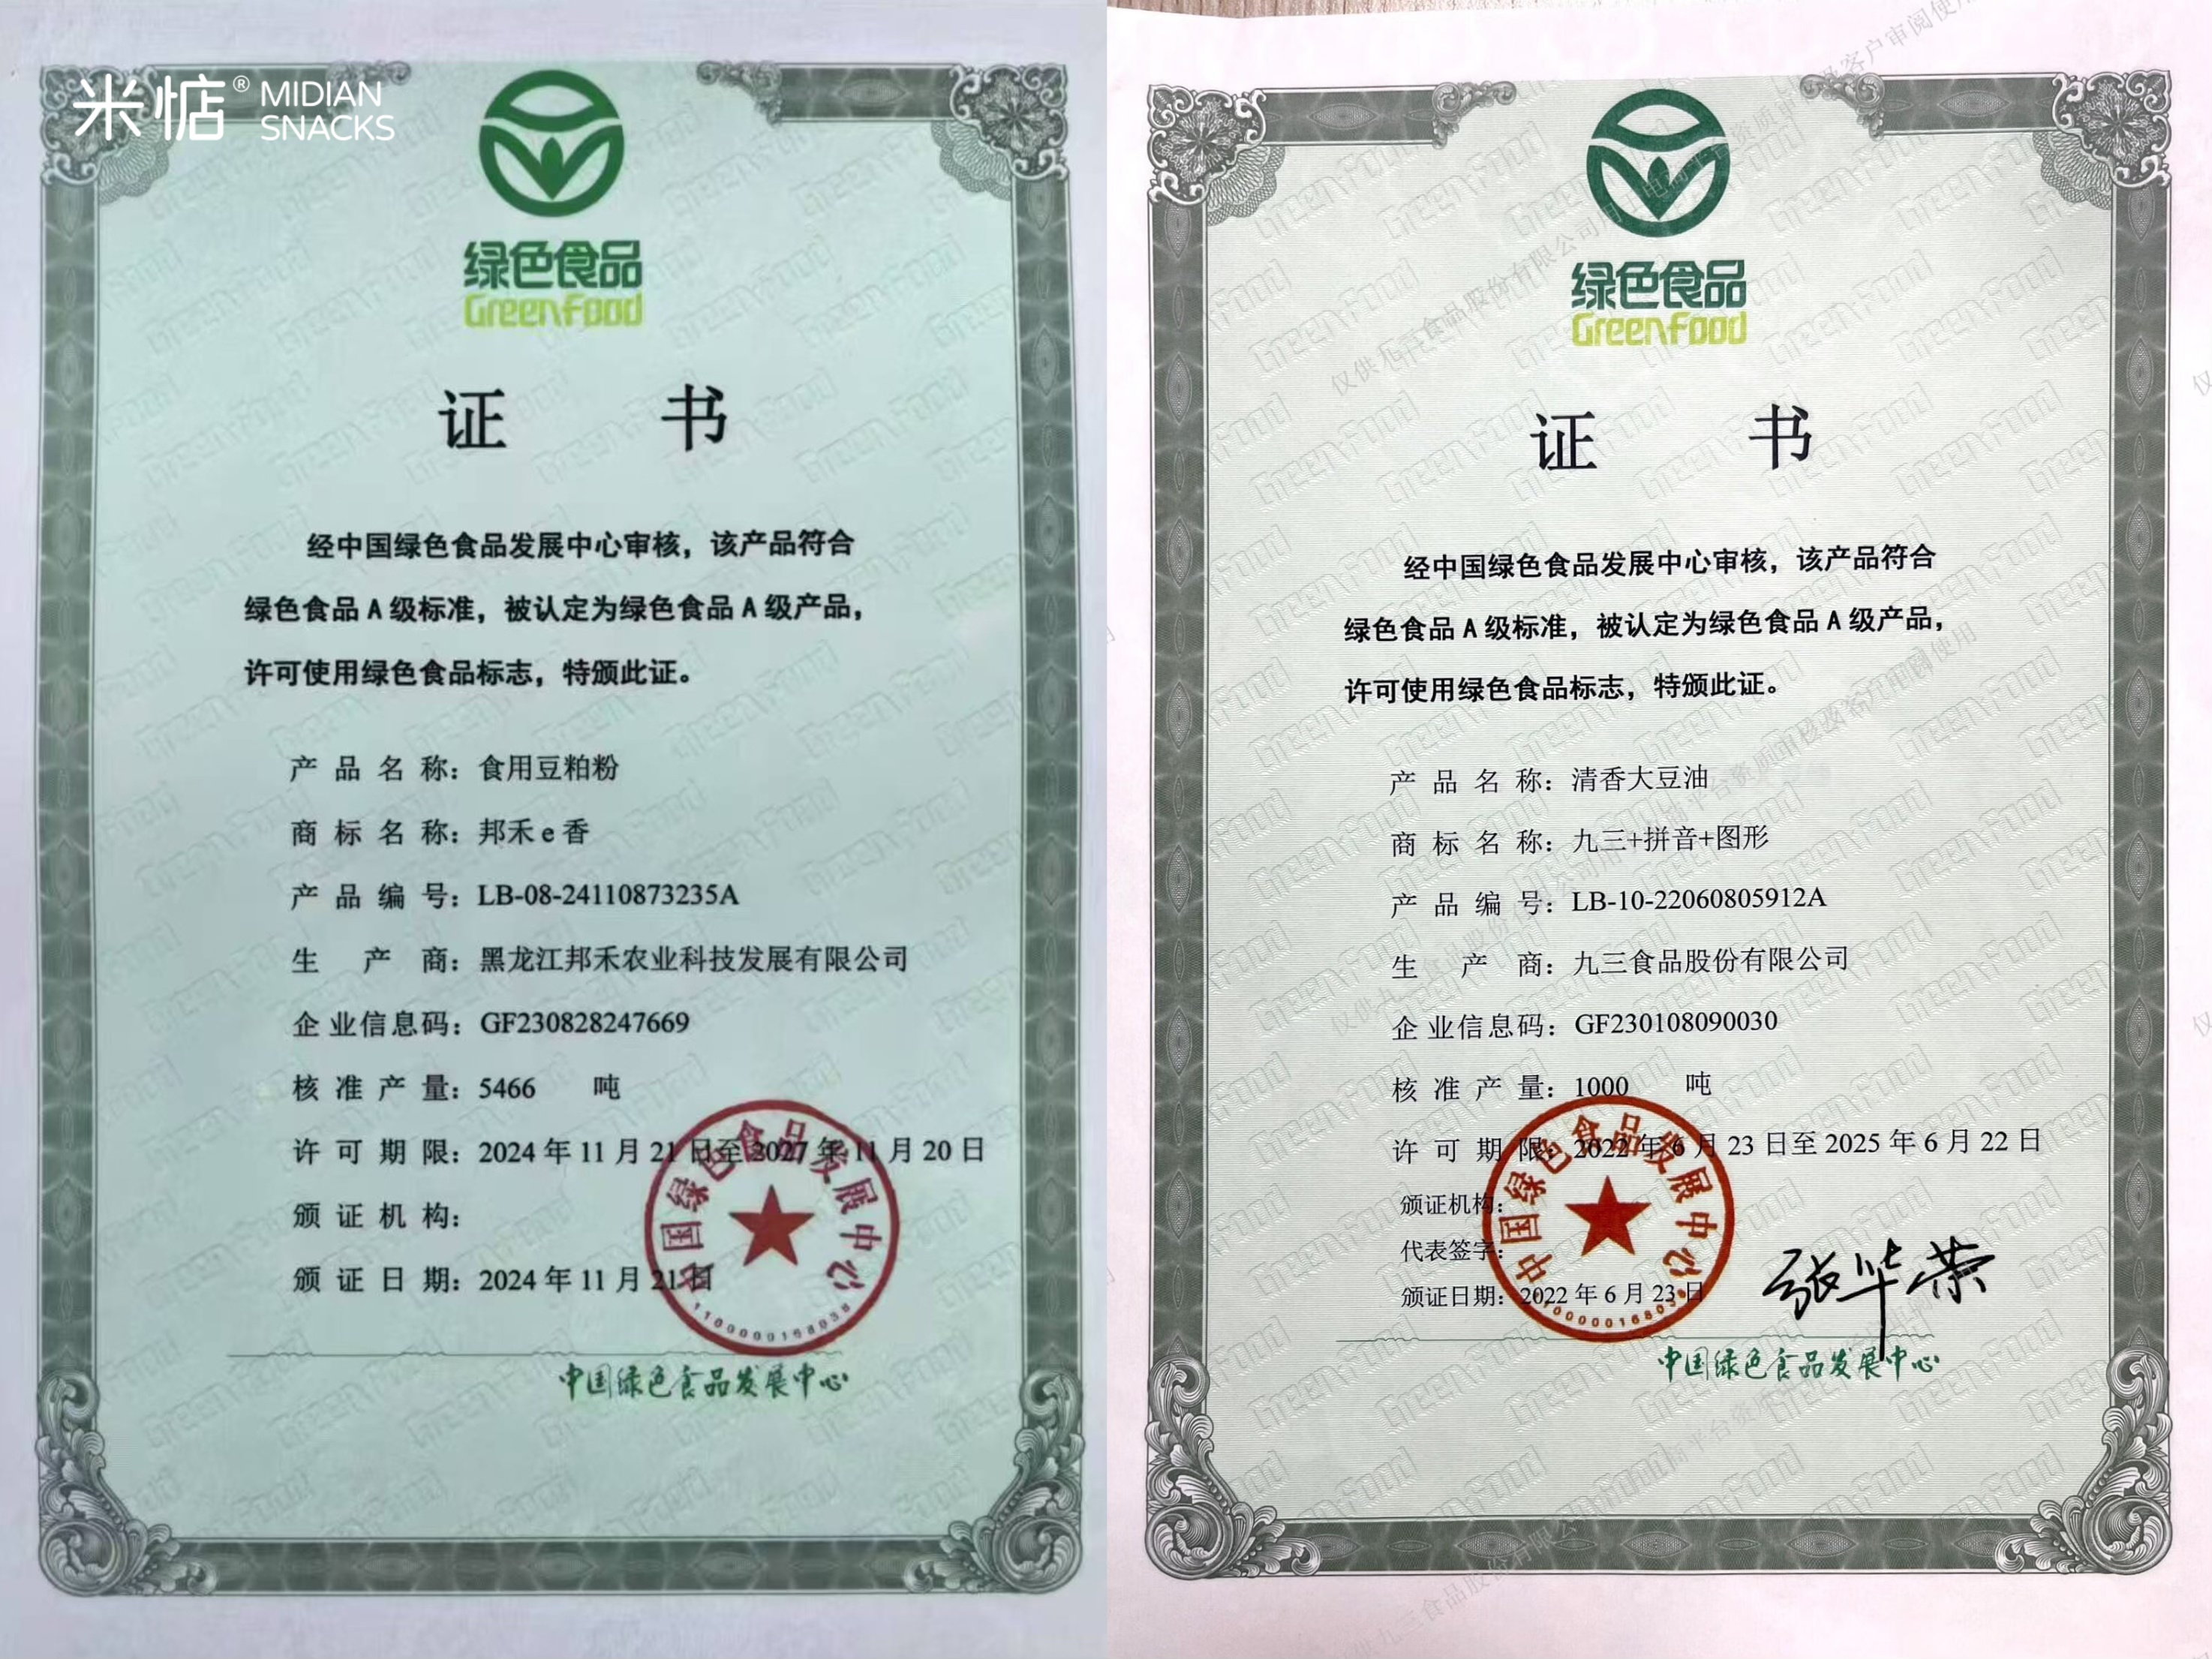 米惦® MIDIAN SNACKS
绿色食品
GreenFood
证 书
经中国绿色食品发展中心审核，该产品符合
绿色食品 A 级标准，被认定为绿色食品 A 级产品，
许可使用绿色食品标志，特颁此证。
产品名称：食用豆粕粉
商标名称：邦禾 e 香
产品编号：LB-08-24110873235A
生产商：黑龙江邦禾农业科技发展有限公司
企业信息码：GF230828247669
核准产量：5466 吨
许可期限：2024 年 11 月 21 日至 2027 年 11 月 20 日
颁证机构：
颁证日期：2024 年 11 月 21 日
中国绿色食品发展中心
中国绿色食品发展中心
绿色食品
GreenFood
证 书
经中国绿色食品发展中心审核，该产品符合
绿色食品 A 级标准，被认定为绿色食品 A 级产品，
许可使用绿色食品标志，特颁此证。
产品名称：清香大豆油
商标名称：九三+拼音+图形
产品编号：LB-10-22060805912A
生产商：九三食品股份有限公司
企业信息码：GF230108090030
核准产量：1000 吨
许可期限：2022 年 6 月 23 日至 2025 年 6 月 22 日
颁证机构：
代表签字：
张华荣
颁证日期：2022 年 6 月 23 日
中国绿色食品发展中心
中国绿色食品发展中心